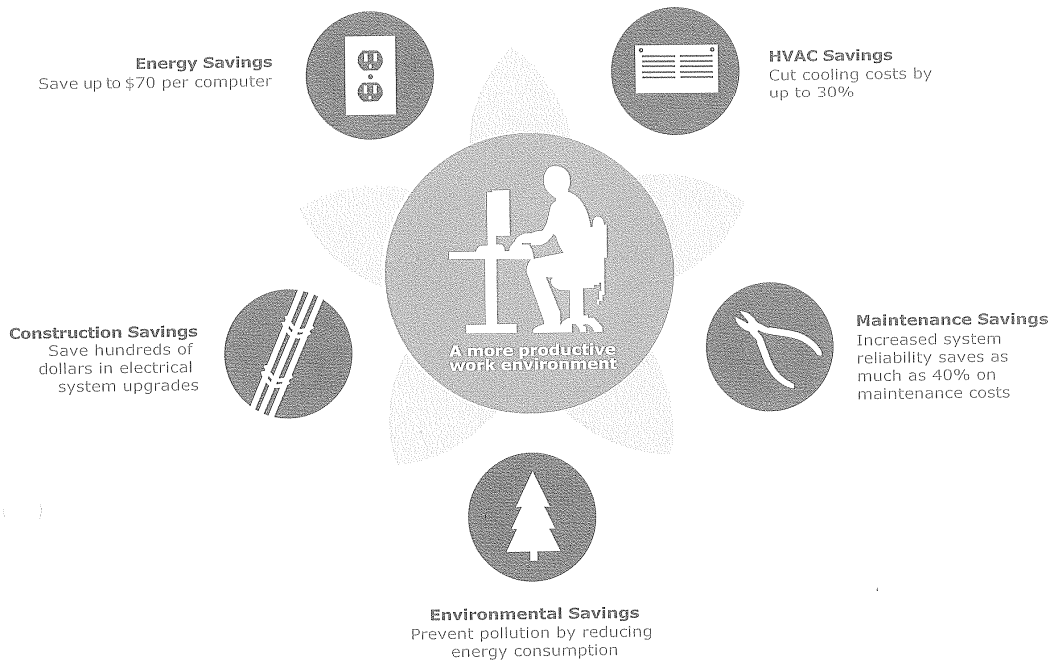 Energy Savings
Save up to $70 per computer
HVAC Savings
Cut cooling costs by
up to 30%
A more productive
work environment
Construction Savings
Save hundreds of
dollars in electrical
system upgrades
Maintenance Savings
Increased system
reliability saves as
much as 40% on
maintenance costs
Environmental Savings
Prevent pollution by reducing
energy consumption